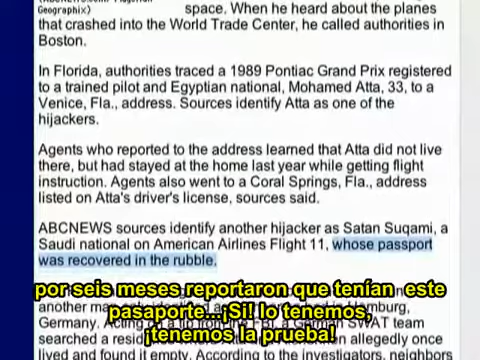 space. When he heard about the planes
that crashed into the World Trade Center, he called authorities in
Boston.
In Florida, authorities traced a 1989 Pontiac Grand Prix registered
to a trained pilot and Egyptian national, Mohamed Atta, 33, to a
Venice, Fla., address. Sources identify Atta as one of the
hijackers.
Agents who reported to the address learned that Atta did not live
there, but had stayed at the home last year while getting flight
instruction. Agents also went to a Coral Springs, Fla., address
listed on Atta's driver's license, sources said.
ABCNEWS sources identify another hijacker as Satan Suqami, a
Saudi national on American Airlines Flight 11, whose passport
was recovered in the rubble.
por seis meses reportaron que tenían este
pasaporte...¡Si! lo tenemos,
¡tenemos la prueba!
another man
Germany. Acting
SWAT team
searched a
lived and found it empty. According to the investigators, neighbors